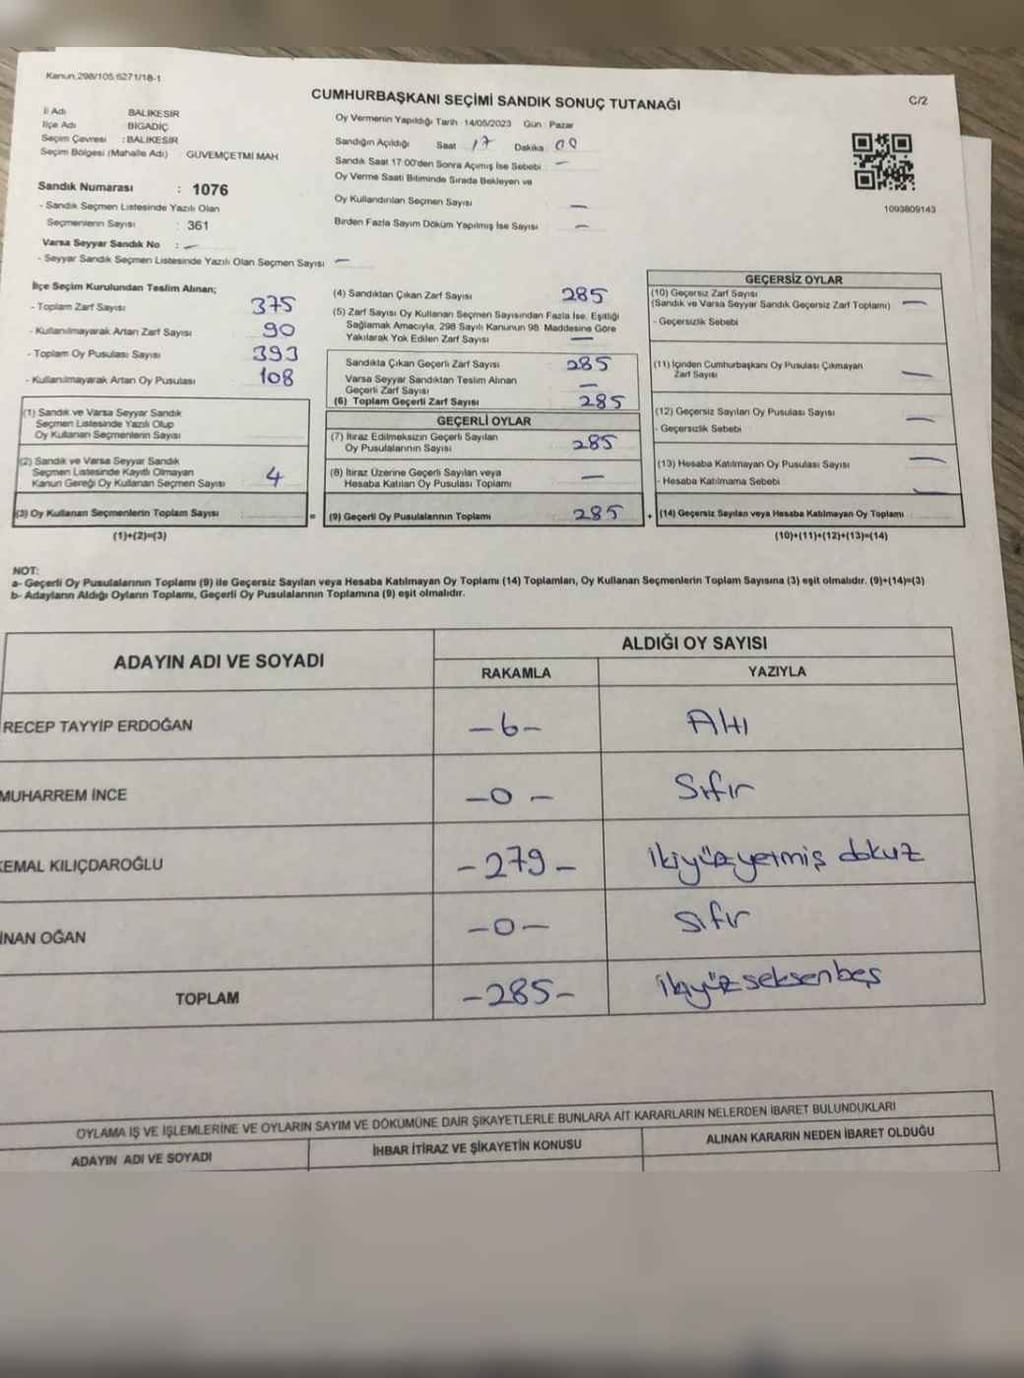 Kanun,298/105;6271/18-1
CUMHURBAŞKANI SEÇİMİ SANDIK SONUÇ TUTANAĞI
C/2
İl Adı BALIKESİR
İlçe Adı BİGADİÇ
Seçim Çevresi : BALIKESİR
Seçim Bölgesi (Mahalle Adı) GÜVEMÇETMİ MAH
Sandık Numarası : 1076
- Sandık Seçmen Listesinde Yazılı Olan
Seçmenlerin Sayısı : 361
Varsa Seyyar Sandık No : -
- Seyyar Sandık Seçmen Listesinde Yazılı Olan Seçmen Sayısı -
Oy Vermenin Yapıldığı Tarih 14/05/2023 Gün : Pazar
Sandığın Açıldığı Saat 17 Dakika 00
Sandık Saat 17:00'den Sonra Açılmış İse Sebebi -
Oy Verme Saati Bitiminde Sırada Bekleyen ve
Oy Kullandırılan Seçmen Sayısı -
Birden Fazla Sayım Döküm Yapılmış İse Sayısı -
1093809143
İlçe Seçim Kurulundan Teslim Alınan;
- Toplam Zarf Sayısı 375
- Kullanılmayarak Artan Zarf Sayısı 90
- Toplam Oy Pusulası Sayısı 393
- Kullanılmayarak Artan Oy Pusulası 108
(1) Sandık ve Varsa Seyyar Sandık
Seçmen Listesinde Yazılı Olup
Oy Kullanan Seçmenlerin Sayısı
(2) Sandık ve Varsa Seyyar Sandık
Seçmen Listesinde Kayıtlı Olmayan
Kanun Gereği Oy Kullanan Seçmen Sayısı 4
(3) Oy Kullanan Seçmenlerin Toplam Sayısı
(1)+(2)=(3)
(4) Sandıktan Çıkan Zarf Sayısı 285
(5) Zarf Sayısı Oy Kullanan Seçmen Sayısından Fazla İse, Eşitliği
Sağlamak Amacıyla, 298 Sayılı Kanunun 98. Maddesine Göre
Yakılarak Yok Edilen Zarf Sayısı -
Sandıkta Çıkan Geçerli Zarf Sayısı 285
Varsa Seyyar Sandıktan Teslim Alınan
Geçerli Zarf Sayısı -
(6) Toplam Geçerli Zarf Sayısı 285
GEÇERLİ OYLAR
(7) İtiraz Edilmeksizin Geçerli Sayılan
Oy Pusulalarının Sayısı 285
(8) İtiraz Üzerine Geçerli Sayılan veya
Hesaba Katılan Oy Pusulası Toplamı -
= (9) Geçerli Oy Pusulalarının Toplamı 285
GEÇERSİZ OYLAR
(10) Geçersiz Zarf Sayısı
(Sandık ve Varsa Seyyar Sandık Geçersiz Zarf Toplamı) -
- Geçersizlik Sebebi
(11) İçinden Cumhurbaşkanı Oy Pusulası Çıkmayan
Zarf Sayısı -
(12) Geçersiz Sayılan Oy Pusulası Sayısı -
- Geçersizlik Sebebi
(13) Hesaba Katılmayan Oy Pusulası Sayısı -
- Hesaba Katılmama Sebebi -
+ (14) Geçersiz Sayılan veya Hesaba Katılmayan Oy Toplamı
(10)+(11)+(12)+(13)=(14)
NOT:
a- Geçerli Oy Pusulalarının Toplamı (9) ile Geçersiz Sayılan veya Hesaba Katılmayan Oy Toplamı (14) Toplamları, Oy Kullanan Seçmenlerin Toplam Sayısına (3) eşit olmalıdır. (9)+(14)=(3)
b- Adayların Aldığı Oyların Toplamı, Geçerli Oy Pusulalarının Toplamına (9) eşit olmalıdır.
ADAYIN ADI VE SOYADI
ALDIĞI OY SAYISI
RAKAMLA YAZIYLA
RECEP TAYYİP ERDOĞAN -6- Altı
MUHARREM İNCE -0- Sıfır
KEMAL KILIÇDAROĞLU -279- ikiyüzyetmiş dokuz
İNAN OĞAN -0- sıfır
TOPLAM -285- ikiyüzseksenbeş
OYLAMA İŞ VE İŞLEMLERİNE VE OYLARIN SAYIM VE DÖKÜMÜNE DAİR ŞİKAYETLERLE BUNLARA AİT KARARLARIN NELERDEN İBARET BULUNDUKLARI
ADAYIN ADI VE SOYADI İHBAR İTİRAZ VE ŞİKAYETİN KONUSU ALINAN KARARIN NEDEN İBARET OLDUĞU